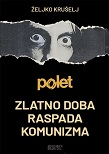 ŽELJKO KRUŠELJ
polet
ZLATNO DOBA
RASPADA
KOMUNIZMA